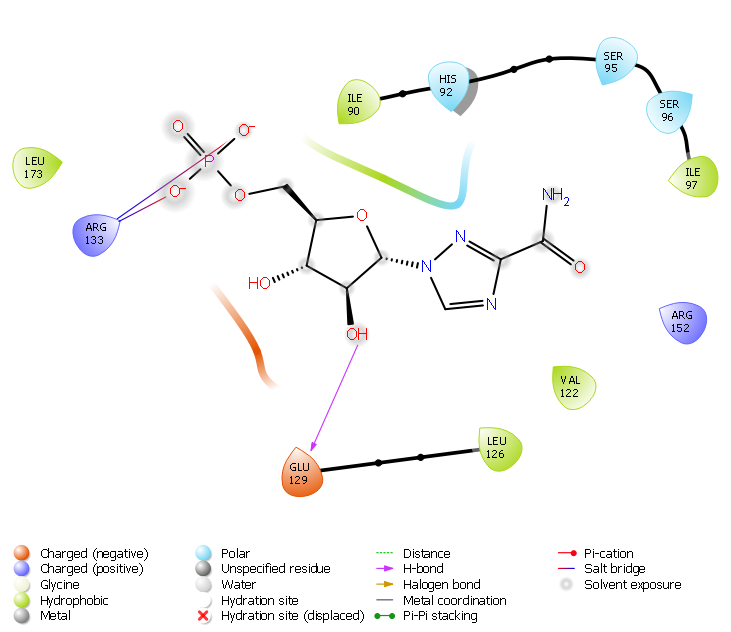 SER
95
HIS
92
ILE
90
SER
96
O
O⁻
P
LEU
173
ILE
97
O⁻
O
NH₂
O
ARG
133
N
N
O
HO
N
OH
ARG
152
VAL
122
LEU
126
GLU
129
Charged (negative) Polar Distance Pi-cation
Charged (positive) Unspecified residue H-bond Salt bridge
Glycine Water Halogen bond Solvent exposure
Hydrophobic Hydration site Metal coordination
Metal Hydration site (displaced) Pi-Pi stacking